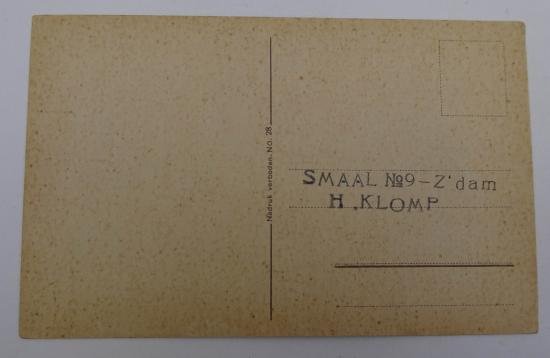 Nadruk verboden. NO. 28
SMAAL №9-Z'dam
H.KLOMP